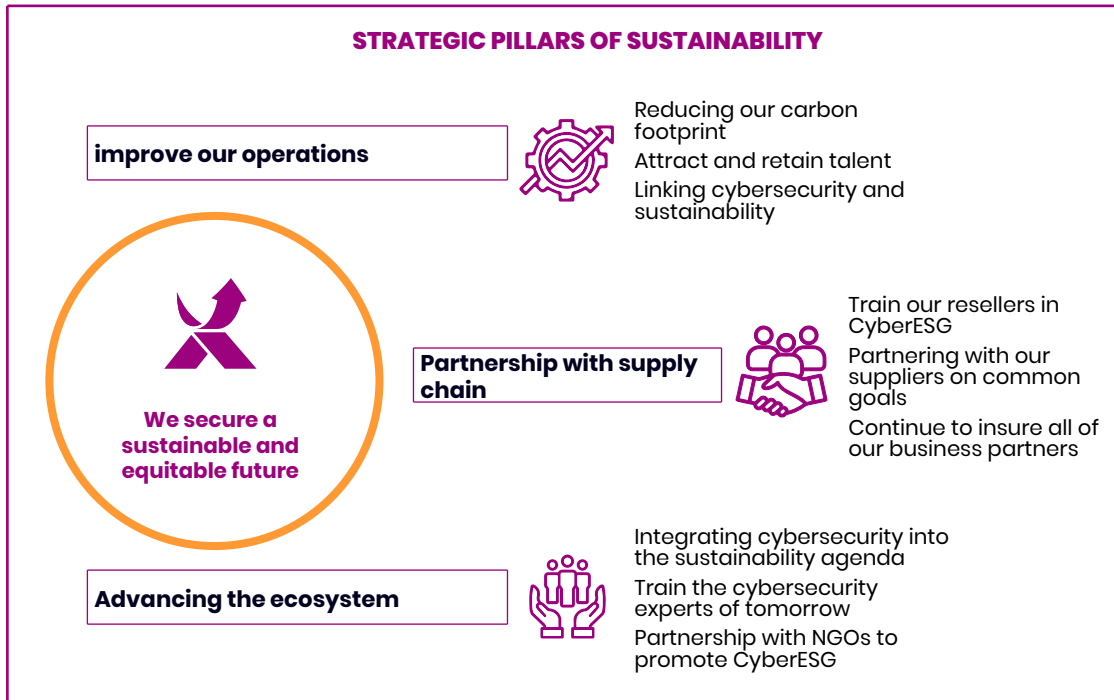 STRATEGIC PILLARS OF SUSTAINABILITY
improve our operations
Reducing our carbon
footprint
Attract and retain talent
Linking cybersecurity and
sustainability
We secure a
sustainable and
equitable future
Partnership with supply
chain
Train our resellers in
CyberESG
Partnering with our
suppliers on common
goals
Continue to insure all of
our business partners
Advancing the ecosystem
Integrating cybersecurity into
the sustainability agenda
Train the cybersecurity
experts of tomorrow
Partnership with NGOs to
promote CyberESG